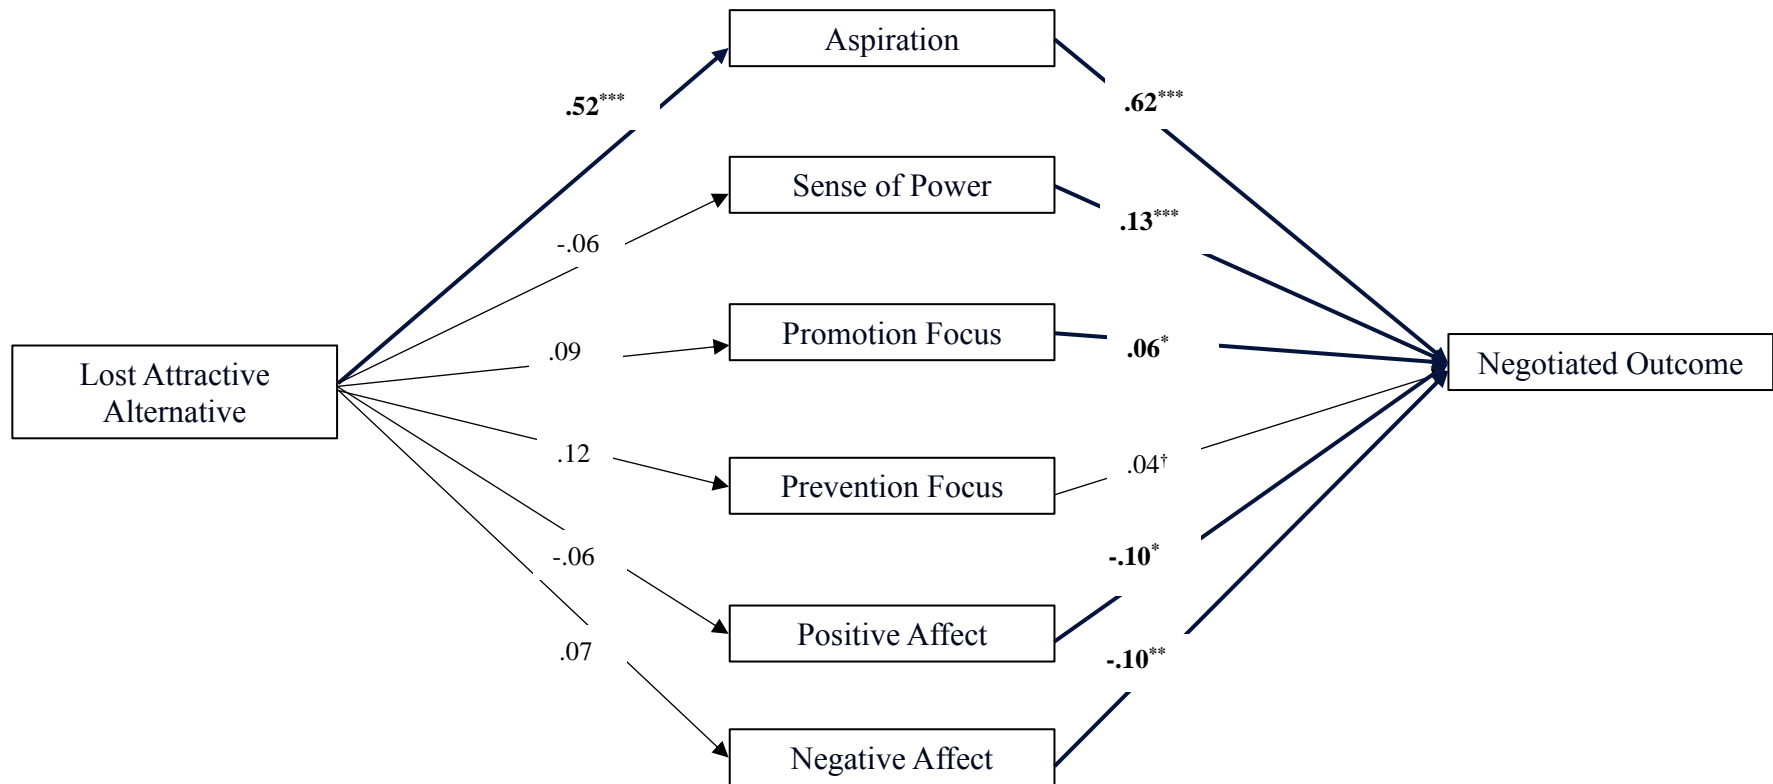 Aspiration
.52***
.62***
Sense of Power
-.06
.13***
Promotion Focus
.09
.06*
Lost Attractive
Alternative
Negotiated Outcome
.12
Prevention Focus
.04†
-.06
-.10*
Positive Affect
.07
-.10**
Negative Affect